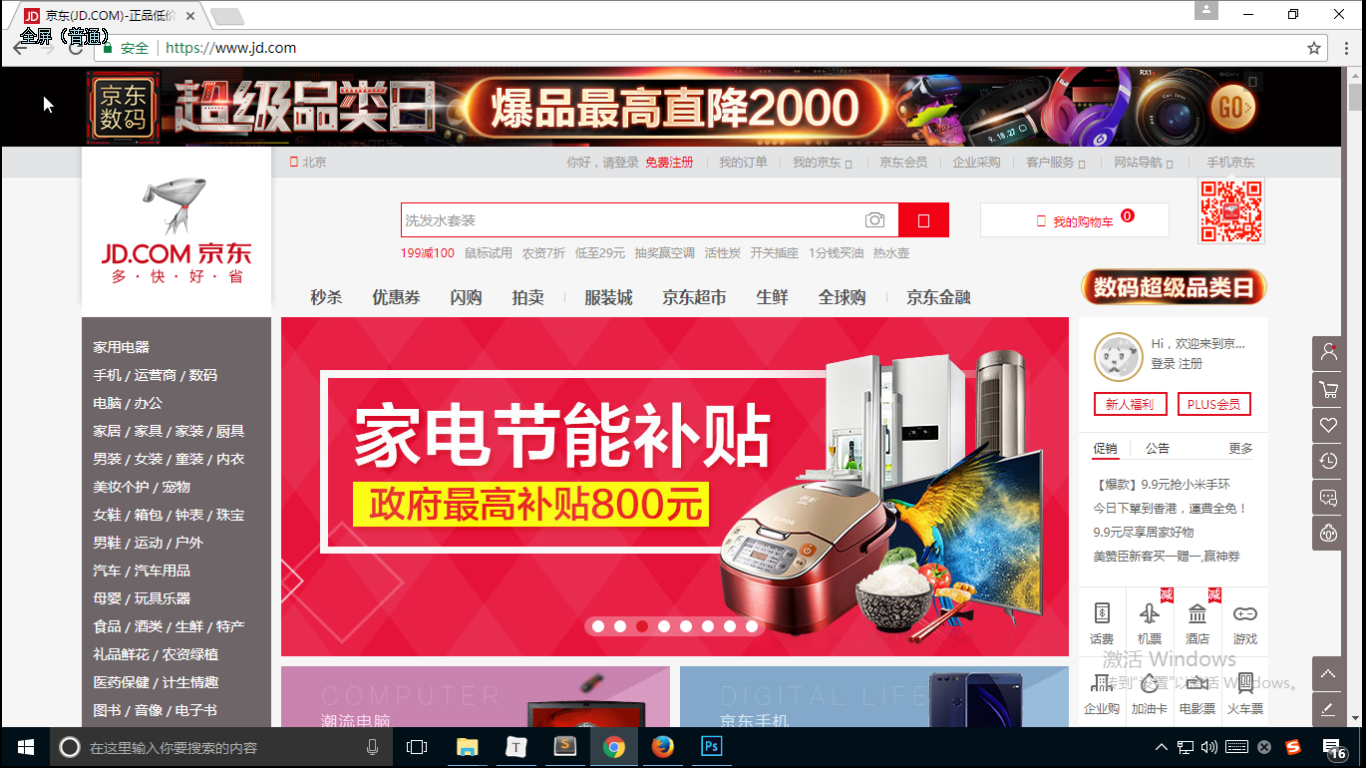 京东(JD.COM)-正品低价
全屏（普通）
安全 https://www.jd.com
京东
数码
超级品类日
爆品最高直降2000
GO>
北京
你好，请登录 免费注册 我的订单 我的京东 京东会员 企业采购 客户服务 网站导航 手机京东
洗发水套装
我的购物车 0
199减100 鼠标试用 农资7折 低至29元 抽奖赢空调 活性炭 开关插座 1分钱买油 热水壶
JD.COM 京东
多·快·好·省
秒杀 优惠券 闪购 拍卖 服装城 京东超市 生鲜 全球购 京东金融
数码超级品类日
家用电器
手机 / 运营商 / 数码
电脑 / 办公
家居 / 家具 / 家装 / 厨具
男装 / 女装 / 童装 / 内衣
美妆个护 / 宠物
女鞋 / 箱包 / 钟表 / 珠宝
男鞋 / 运动 / 户外
汽车 / 汽车用品
母婴 / 玩具乐器
食品 / 酒类 / 生鲜 / 特产
礼品鲜花 / 农资绿植
医药保健 / 计生情趣
图书 / 音像 / 电子书
家电节能补贴
政府最高补贴800元
Hi，欢迎来到京...
登录 注册
新人福利 PLUS会员
促销 公告 更多
【爆款】9.9元抢小米手环
今日下單到香港，運費全免！
9.9元尽享居家好物
美赞臣新客买一赠一,赢神券
减 减
话费 机票 酒店 游戏
企业购 加油卡 电影票 火车票
激活 Windows
转到"设置"以激活 Windows。
COMPUTER
潮流电脑
DIGITAL LIFE
京东手机
在这里输入你要搜索的内容
T
S
Ps
16